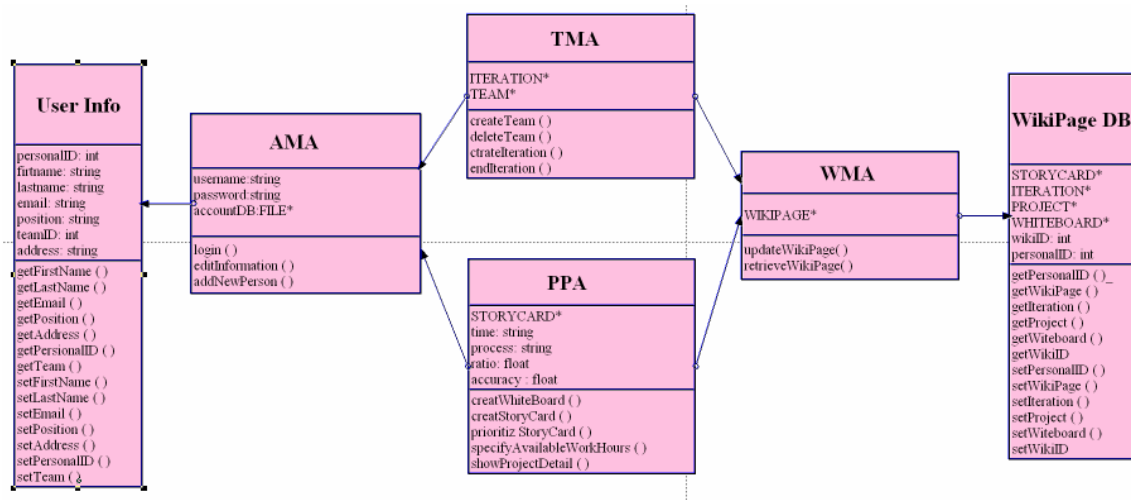 User Info
personalID: int
firtname: string
lastname: string
email: string
position: string
teamID: int
address: string
getFirstName ( )
getLastName ( )
getEmail ( )
getPosition ( )
getAddress ( )
getPersionalID ( )
getTeam ( )
setFirstName ( )
setLastName ( )
setEmail ( )
setPosition ( )
setAddress ( )
setPersonalID ( )
setTeam ( )
AMA
username:string
password:string
accountDB:FILE*
login ( )
editInformation ( )
addNewPerson ( )
TMA
ITERATION*
TEAM*
createTeam ( )
deleteTeam ( )
ctrateIteration ( )
endIteration ( )
PPA
STORYCARD*
time: string
process: string
ratio: float
accuracy : float
creatWhiteBoard ( )
creatStoryCard ( )
prioritiz StoryCard ( )
specifyAvailableWorkHours ( )
showProjectDetail ( )
WMA
WIKIPAGE*
updateWikiPage()
retrieveWikiPage()
WikiPage DB
STORYCARD*
ITERATION*
PROJECT*
WHITEBOARD*
wikiID: int
personalID: int
getPersonalID ( )_
getWikiPage ( )
getIteration ( )
getProject ( )
getWiteboard ( )
getWikiID
setPersonalID ( )
setWikiPage ( )
setIteration ( )
setProject ( )
setWiteboard ( )
setWikiID